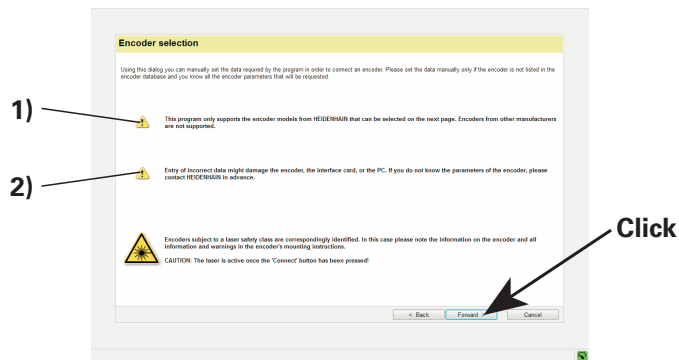 Encoder selection
Using this dialog you can manually set the data required by the program in order to connect an encoder. Please set the data manually only if the encoder is not listed in the
encoder database and you know all the encoder parameters that will be requested.
1)
This program only supports the encoder models from HEIDENHAIN that can be selected on the next page. Encoders from other manufacturers
are not supported.
2)
Entry of incorrect data might damage the encoder, the interface card, or the PC. If you do not know the parameters of the encoder, please
contact HEIDENHAIN in advance.
Encoders subject to a laser safety class are correspondingly identified. In this case please note the information on the encoder and all
information and warnings in the encoder's mounting instructions.
CAUTION: The laser is active once the 'Connect' button has been pressed!
Click
< Back Forward > Cancel